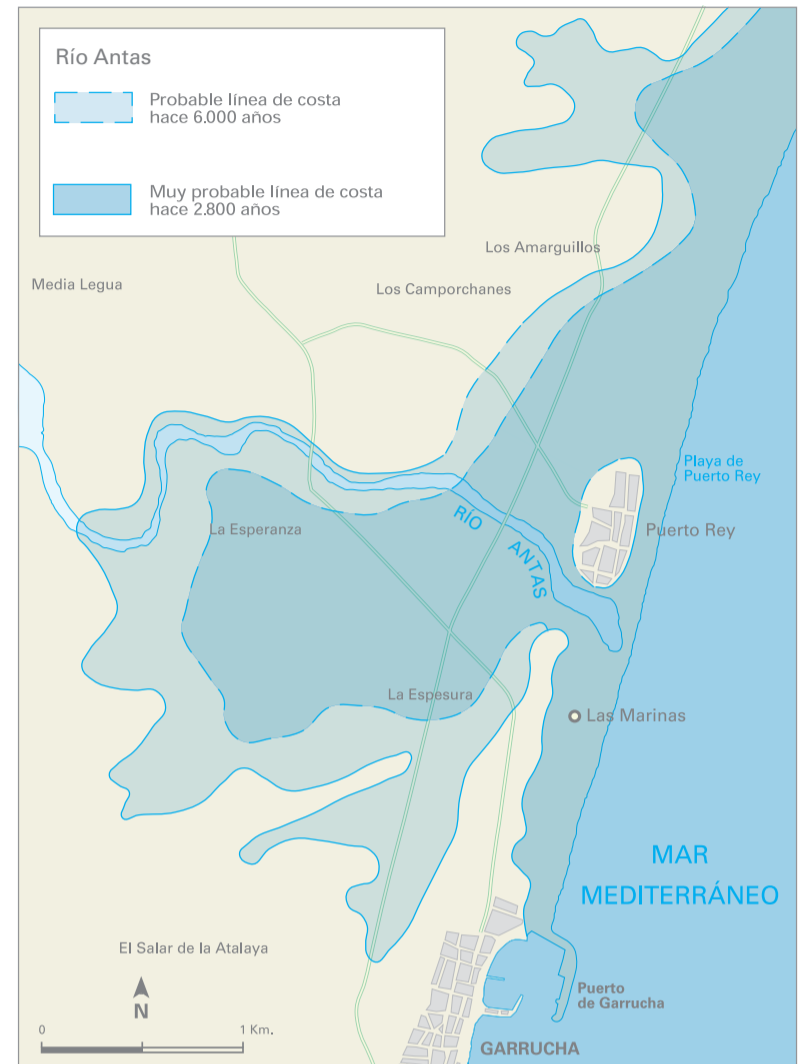 Río Antas
Probable línea de costa
hace 6.000 años
Muy probable línea de costa
hace 2.800 años
Los Amarguillos
Media Legua
Los Camporchanes
Playa de
Puerto Rey
La Esperanza
RÍO ANTAS
Puerto Rey
La Espesura
Las Marinas
MAR
MEDITERRÁNEO
El Salar de la Atalaya
N
Puerto
de Garrucha
0 1 Km.
GARRUCHA